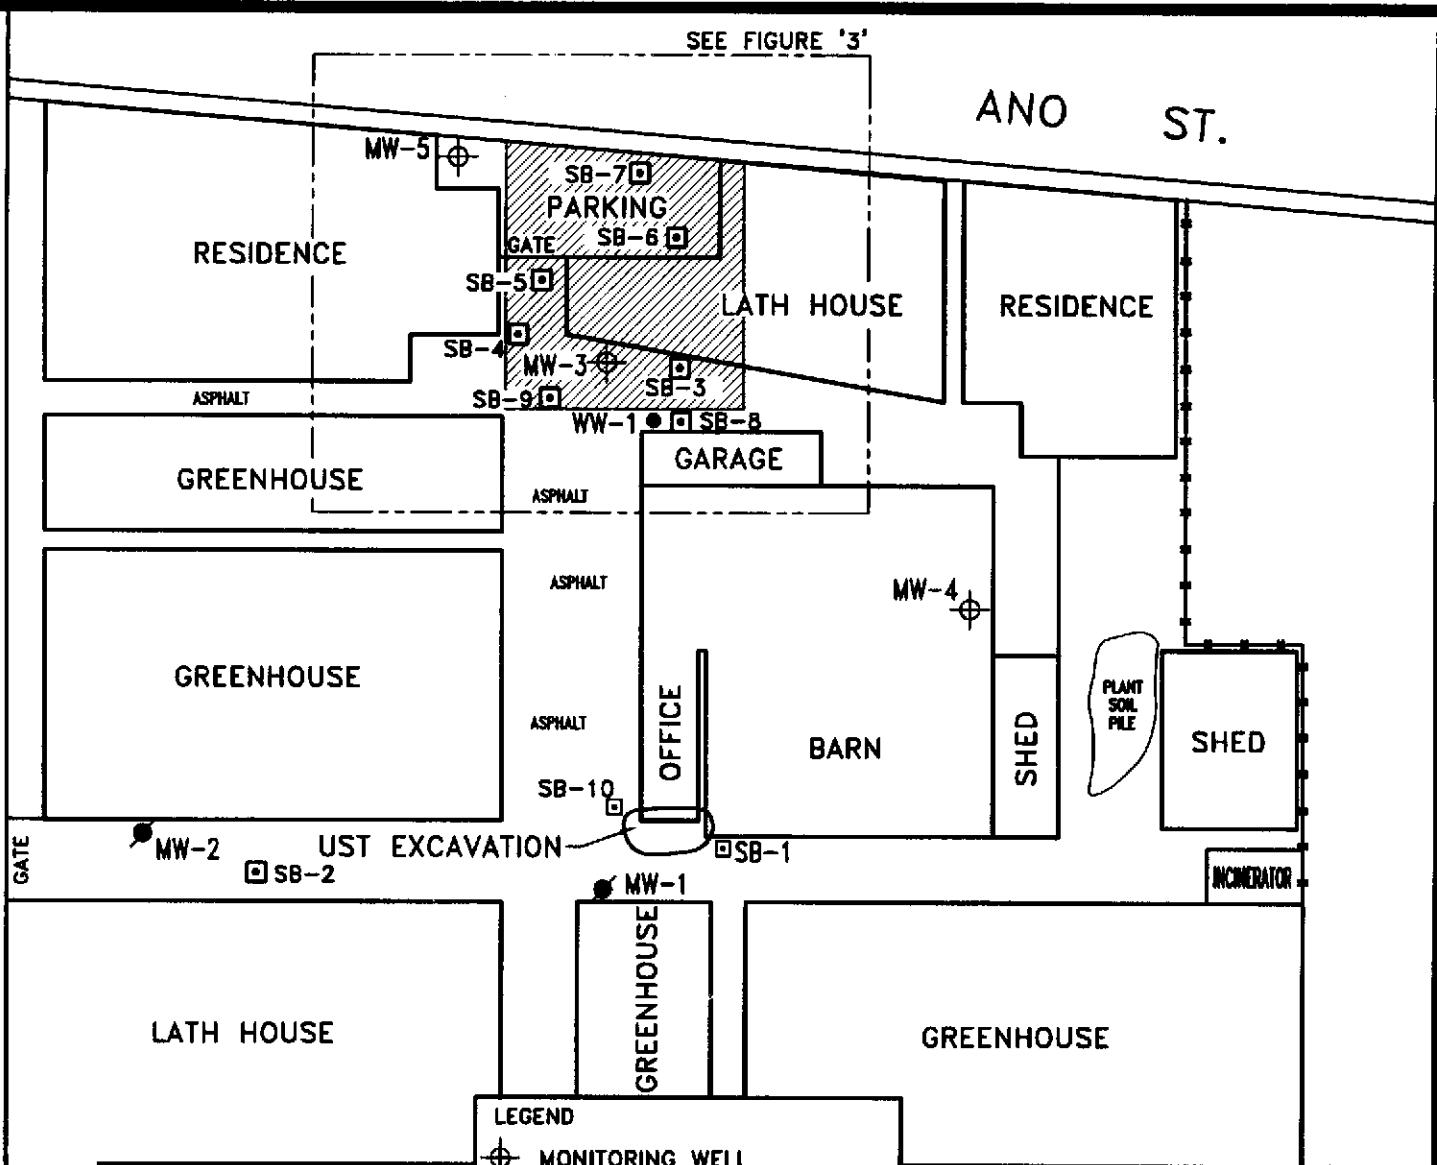 SEE FIGURE '3'
ANO ST.
MW-5
SB-7
PARKING
SB-6
GATE
RESIDENCE
SB-5
LATH HOUSE
RESIDENCE
SB-4
MW-3
SB-3
ASPHALT
SB-9
WW-1
SB-8
GARAGE
GREENHOUSE
ASPHALT
ASPHALT
MW-4
GREENHOUSE
PLANT
SOIL
PILE
ASPHALT
OFFICE
BARN
SHED
SHED
SB-10
GATE
MW-2
UST EXCAVATION
SB-1
SB-2
MW-1
INCINERATOR
LATH HOUSE
GREENHOUSE
GREENHOUSE
LEGEND
MONITORING WELL